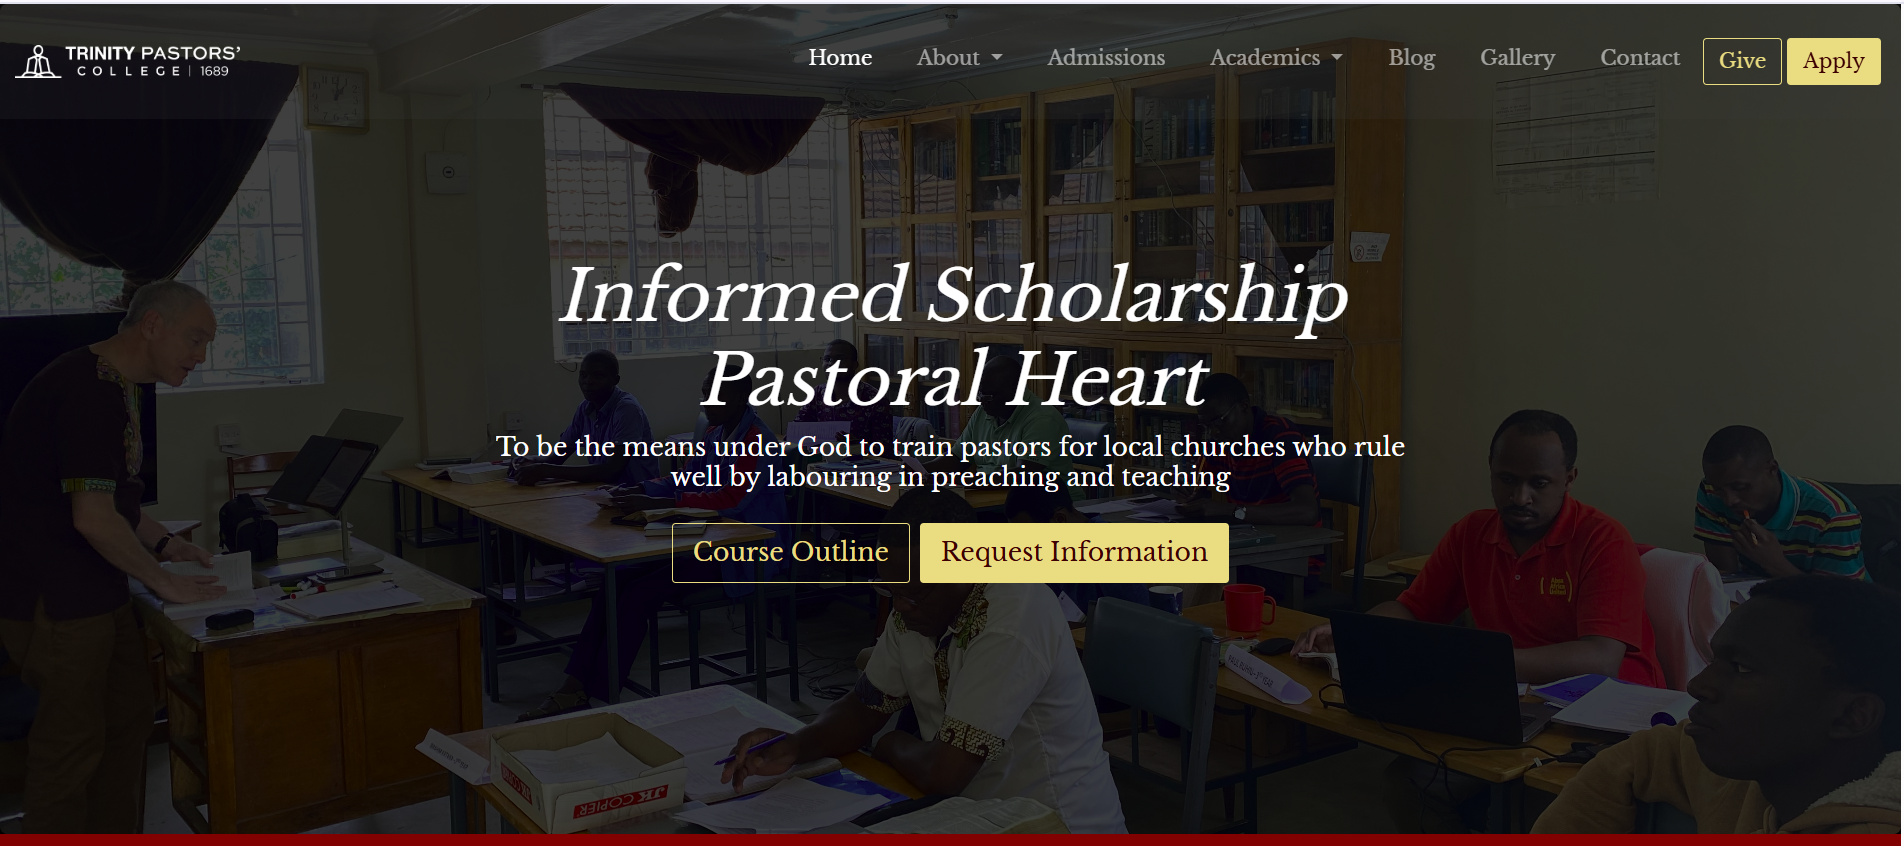 TRINITY PASTORS'
COLLEGE | 1689
Home
About
Admissions
Academics
Blog
Gallery
Contact
Give
Apply
Informed Scholarship
Pastoral Heart
To be the means under God to train pastors for local churches who rule
well by labouring in preaching and teaching
Course Outline
Request Information
JK COPIER